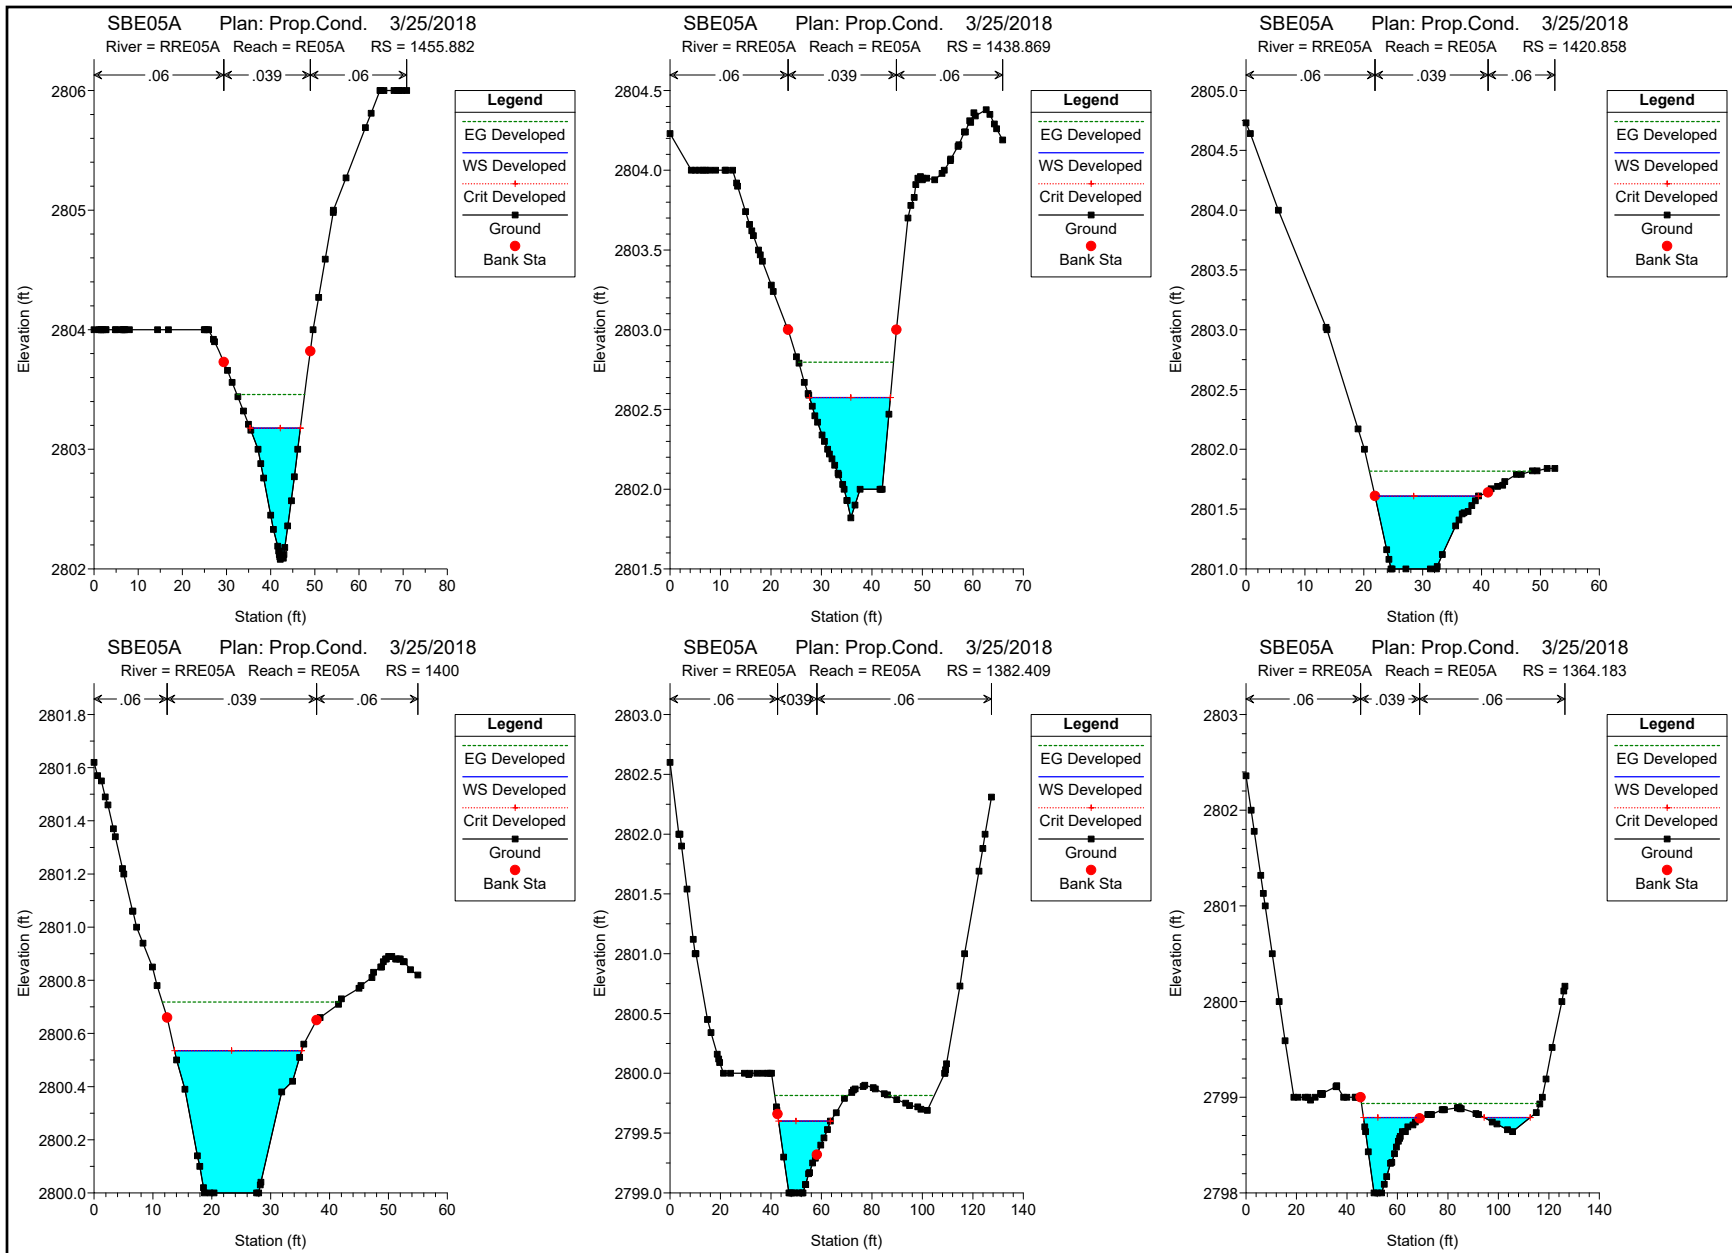 SBE05A Plan: Prop.Cond. 3/25/2018
River = RRE05A Reach = RE05A RS = 1455.882
.06 .039 .06
Legend
EG Developed
WS Developed
Crit Developed
Ground
Bank Sta
2806
2805
2804
2803
2802
Elevation (ft)
0 10 20 30 40 50 60 70 80
Station (ft)
SBE05A Plan: Prop.Cond. 3/25/2018
River = RRE05A Reach = RE05A RS = 1438.869
.06 .039 .06
Legend
EG Developed
WS Developed
Crit Developed
Ground
Bank Sta
2804.5
2804.0
2803.5
2803.0
2802.5
2802.0
2801.5
Elevation (ft)
0 10 20 30 40 50 60 70
Station (ft)
SBE05A Plan: Prop.Cond. 3/25/2018
River = RRE05A Reach = RE05A RS = 1420.858
.06 .039 .06
Legend
EG Developed
WS Developed
Crit Developed
Ground
Bank Sta
2805.0
2804.5
2804.0
2803.5
2803.0
2802.5
2802.0
2801.5
2801.0
Elevation (ft)
0 10 20 30 40 50 60
Station (ft)
SBE05A Plan: Prop.Cond. 3/25/2018
River = RRE05A Reach = RE05A RS = 1400
.06 .039 .06
Legend
EG Developed
WS Developed
Crit Developed
Ground
Bank Sta
2801.8
2801.6
2801.4
2801.2
2801.0
2800.8
2800.6
2800.4
2800.2
2800.0
Elevation (ft)
0 10 20 30 40 50 60
Station (ft)
SBE05A Plan: Prop.Cond. 3/25/2018
River = RRE05A Reach = RE05A RS = 1382.409
.06 .039 .06
Legend
EG Developed
WS Developed
Crit Developed
Ground
Bank Sta
2803.0
2802.5
2802.0
2801.5
2801.0
2800.5
2800.0
2799.5
2799.0
Elevation (ft)
0 20 40 60 80 100 120 140
Station (ft)
SBE05A Plan: Prop.Cond. 3/25/2018
River = RRE05A Reach = RE05A RS = 1364.183
.06 .039 .06
Legend
EG Developed
WS Developed
Crit Developed
Ground
Bank Sta
2803
2802
2801
2800
2799
2798
Elevation (ft)
0 20 40 60 80 100 120 140
Station (ft)